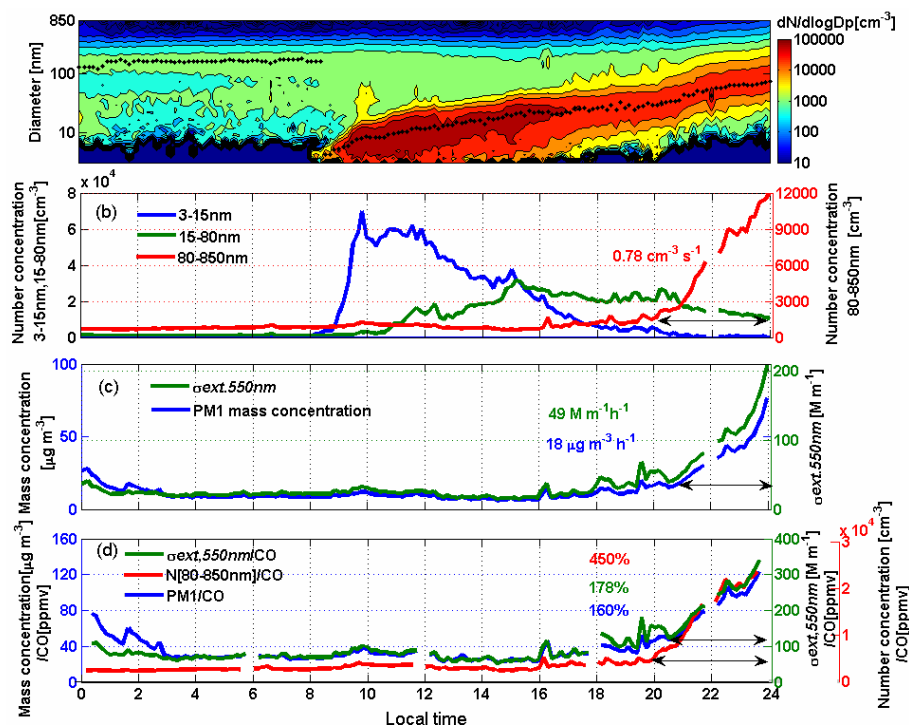 850
100
10
Diameter [nm]
dN/dlogDp[cm-3]
100000
10000
1000
100
10
x 10^4
(b)
3-15nm
15-80nm
80-850nm
0.78 cm-3 s-1
8
6
4
2
0
Number concentration
3-15nm,15-80nm[cm-3]
12000
9000
6000
3000
0
Number concentration
80-850nm [cm-3]
(c)
σext.550nm
PM1 mass concentration
49 M m-1h-1
18 μg m-3 h-1
100
50
0
Mass concentration
[μg m-3]
200
100
0
σext.550nm [M m-1]
(d)
σext,550nm/CO
N[80-850nm]/CO
PM1/CO
450%
178%
160%
160
120
80
40
0
Mass concentration[μg m-3]
/CO[ppmv]
400
300
200
100
0
σext,550nm [M m-1]
/CO[ppmv]
x 10^4
3
2
1
0
Number concentration [cm-3]
/CO[ppmv]
0 2 4 6 8 10 12 14 16 18 20 22 24
Local time